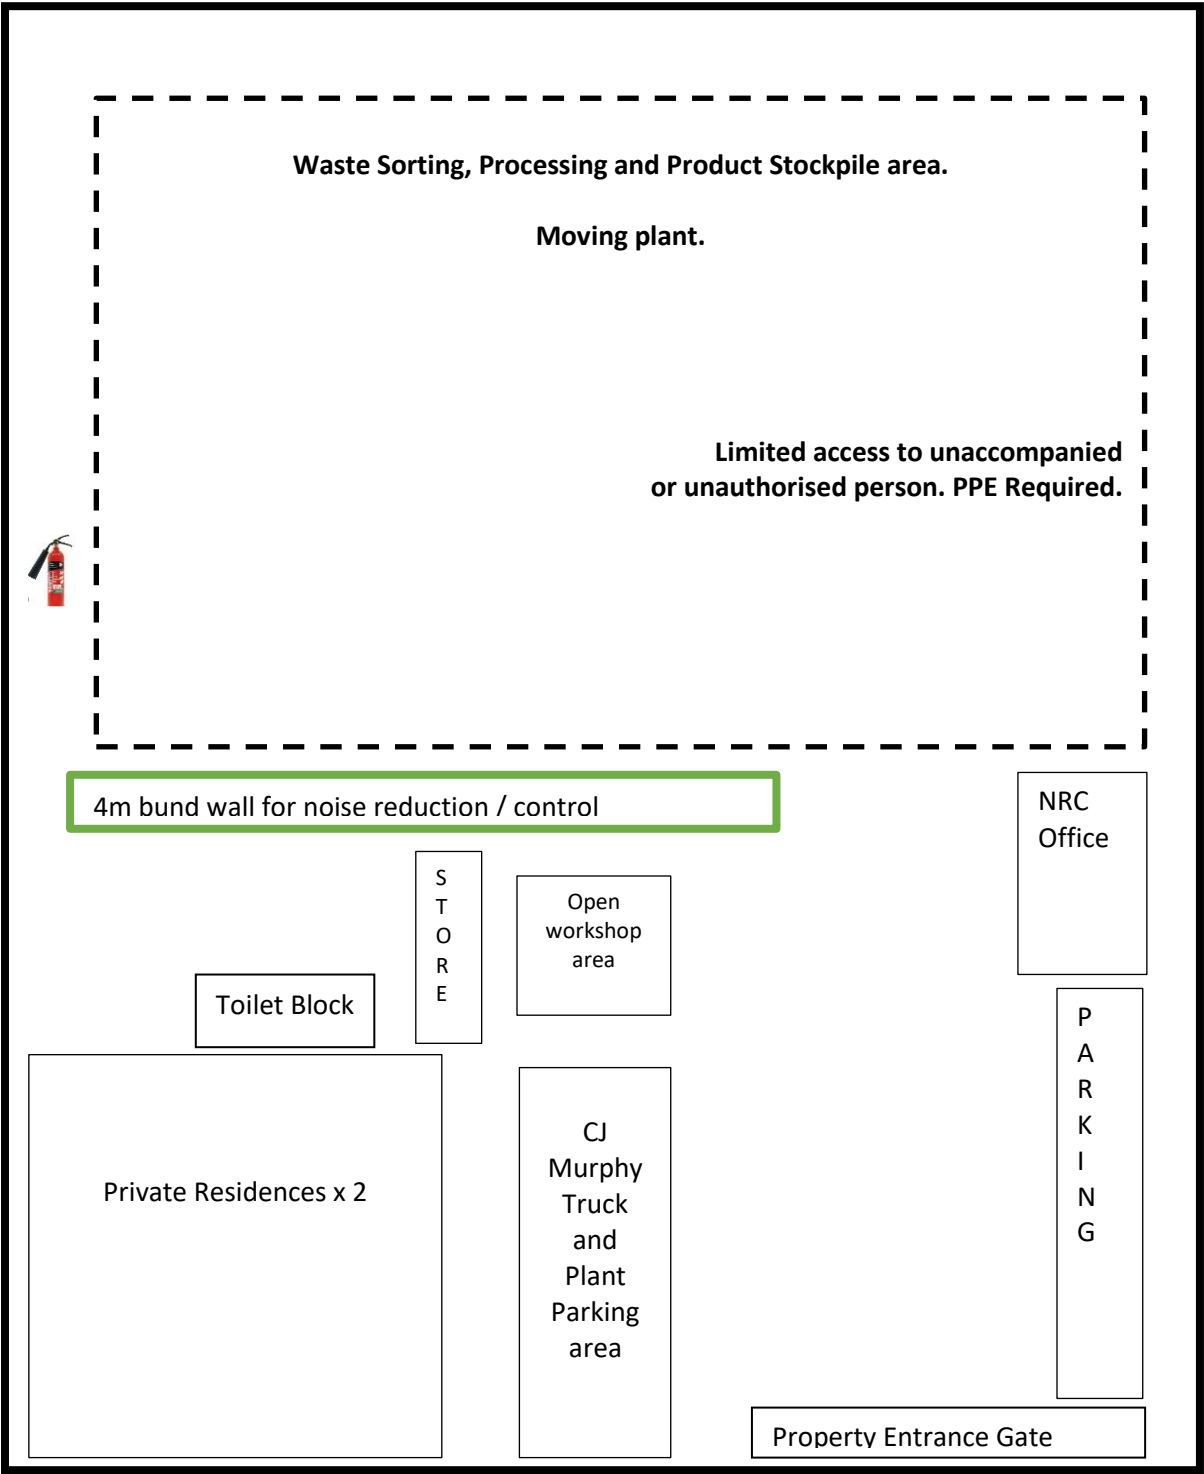 Waste Sorting, Processing and Product Stockpile area.
Moving plant.
Limited access to unaccompanied
or unauthorised person. PPE Required.
4m bund wall for noise reduction / control
NRC
Office
S
T
O
R
E
Open
workshop
area
Toilet Block
P
A
R
K
I
N
G
Private Residences x 2
CJ
Murphy
Truck
and
Plant
Parking
area
Property Entrance Gate